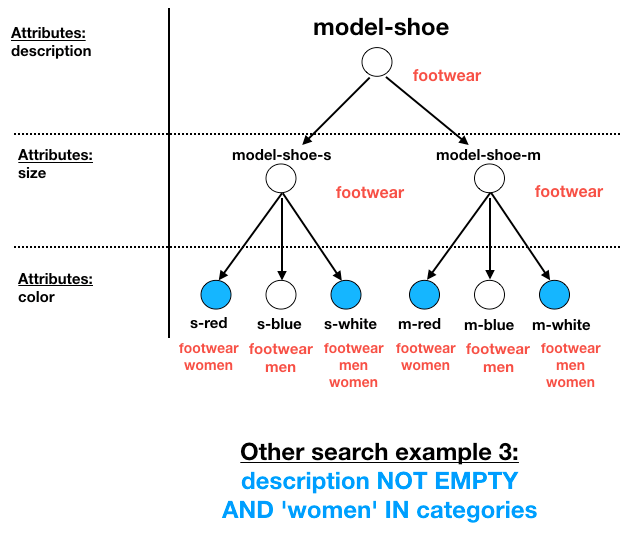 model-shoe
Attributes:
description
footwear
Attributes:
size
model-shoe-s
model-shoe-m
footwear
footwear
Attributes:
color
s-red
s-blue
s-white
m-red
m-blue
m-white
footwear
women
footwear
men
footwear
men
women
footwear
women
footwear
men
footwear
men
women
Other search example 3:
description NOT EMPTY
AND 'women' IN categories